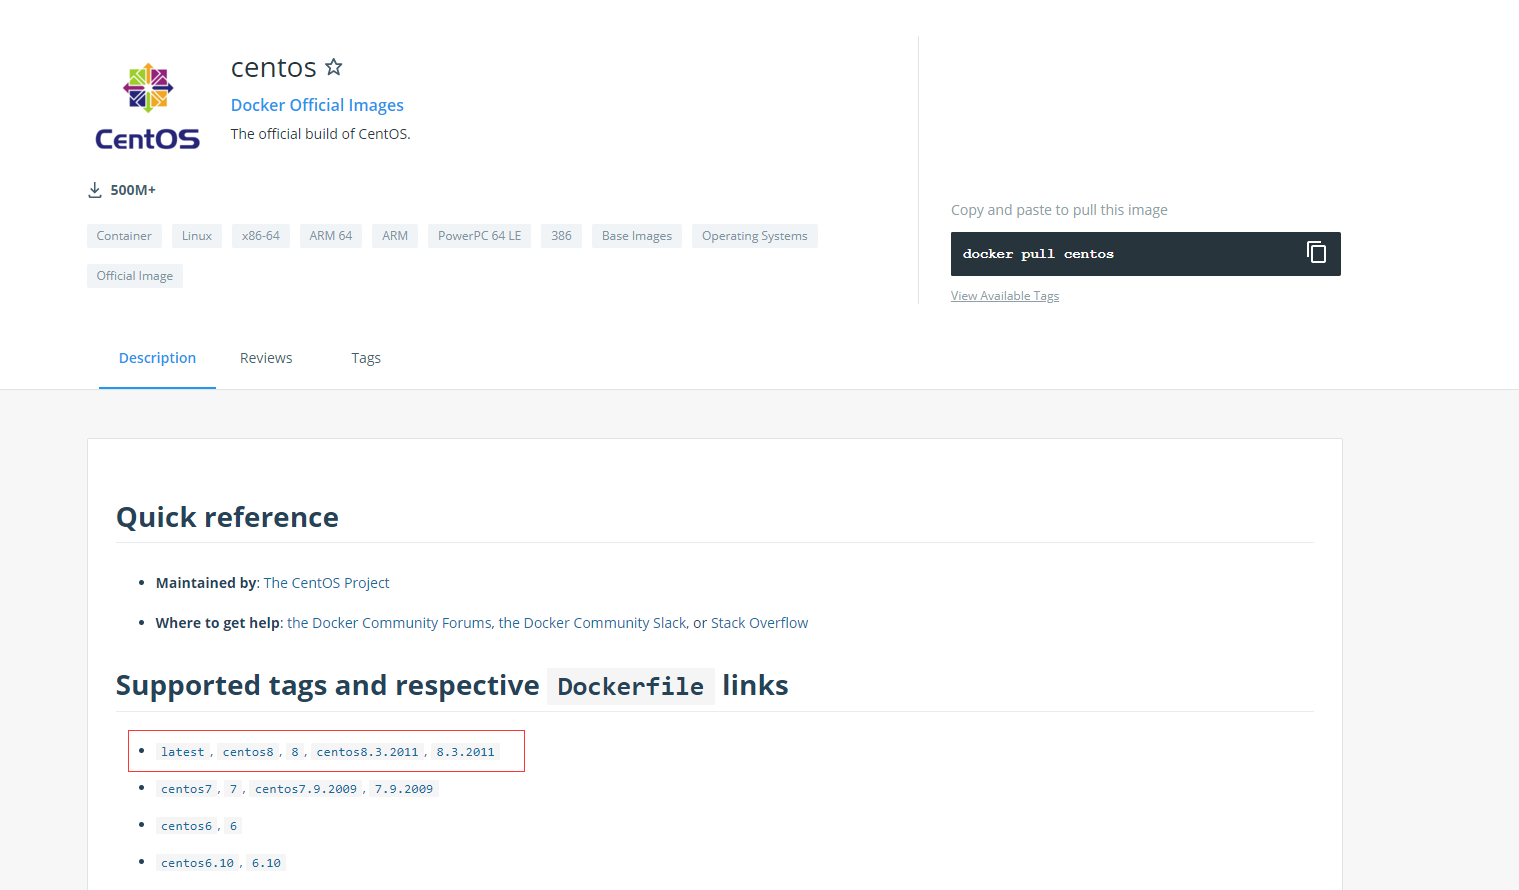 centos
Docker Official Images
The official build of CentOS.
CentOS
500M+
Container Linux x86-64 ARM 64 ARM PowerPC 64 LE 386 Base Images Operating Systems
Official Image
Copy and paste to pull this image
docker pull centos
View Available Tags
Description Reviews Tags
Quick reference
• Maintained by: The CentOS Project
• Where to get help: the Docker Community Forums, the Docker Community Slack, or Stack Overflow
Supported tags and respective Dockerfile links
• latest, centos8, 8, centos8.3.2011, 8.3.2011
• centos7, 7, centos7.9.2009, 7.9.2009
• centos6, 6
• centos6.10, 6.10